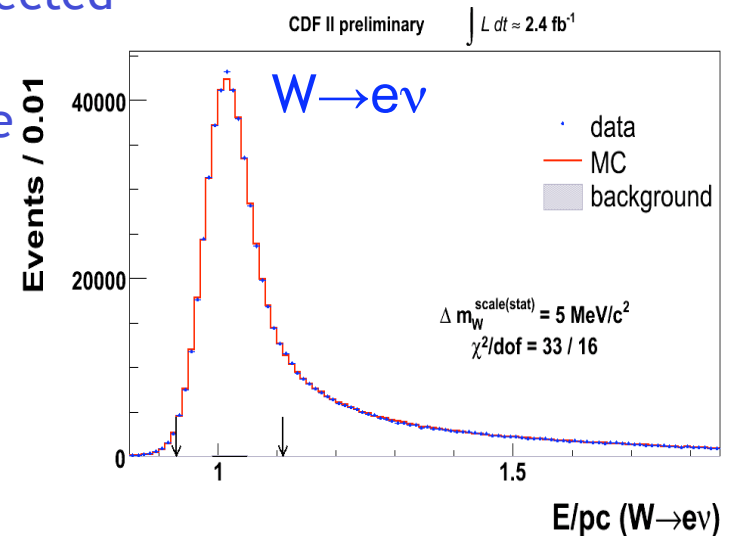 ected
CDF II preliminary ∫ L dt ≈ 2.4 fb⁻¹
e
W→eν
Events / 0.01
40000
20000
0
data
MC
background
Δ m_W^scale(stat) = 5 MeV/c²
χ²/dof = 33 / 16
1
1.5
E/pc (W→eν)